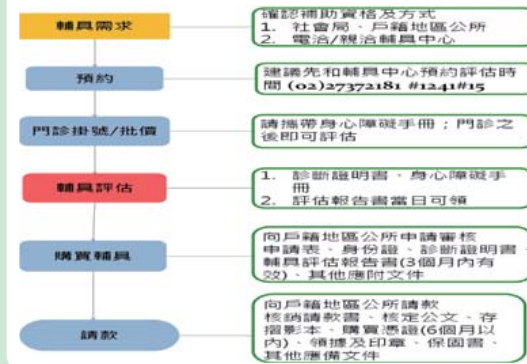 輔具需求
確認補助資格及方式
1. 社會局、戶籍地區公所
2. 電洽/親洽輔具中心
預約
建議先和輔具中心預約評估時
間 (02)27372181 #1241#15
門診掛號/批價
請攜帶身心障礙手冊；門診之
後即可評估
輔具評估
1. 診斷證明書、身心障礙手
冊
2. 評估報告書當日可領
購買輔具
向戶籍地區公所申請審核
申請表、身份證、診斷證明書
輔具評估報告書(3個月內有
效)、其他應附文件
請款
向戶籍地區公所請款
核銷請款書、核定公文、存
摺影本、購買憑證(6個月以
內)、領據及印章、保固書、
其他應備文件